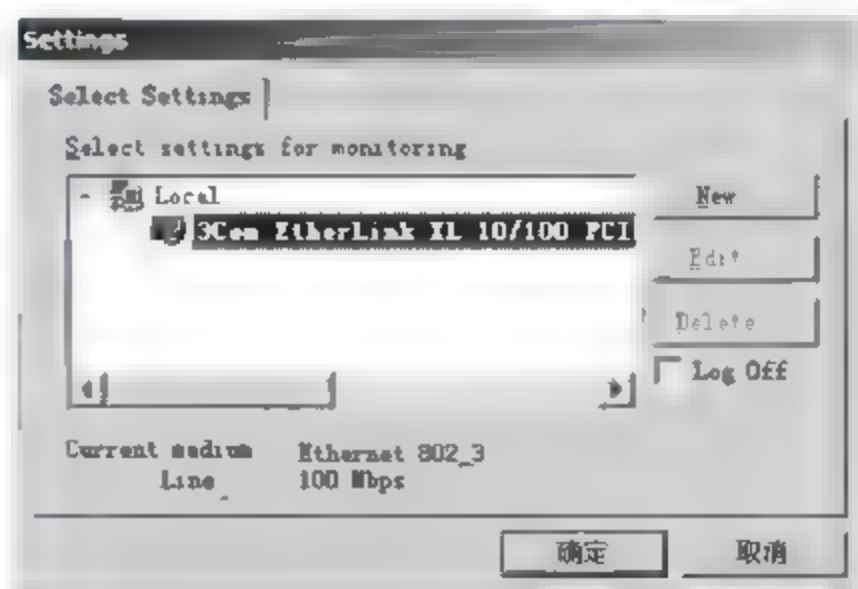 Settings
Select Settings
Select settings for monitoring
Local
3Com EtherLink XL 10/100 PCI
New
Edit
Delete
Log Off
Current medium Ethernet 802_3
Line 100 Mbps
确定 取消